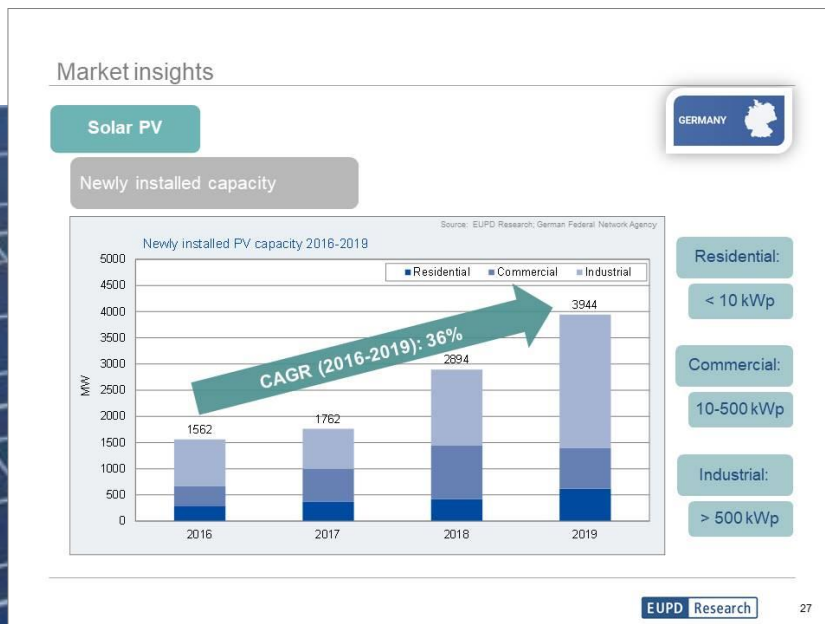 Market insights
Solar PV
GERMANY
Newly installed capacity
Source: EUPD Research; German Federal Network Agency
Newly installed PV capacity 2016-2019
Residential Commercial Industrial
5000
4500
4000
3500
3000
2500
2000
1500
1000
500
0
MW
CAGR (2016-2019): 36%
1562
1762
2894
3944
2016 2017 2018 2019
Residential:
< 10 kWp
Commercial:
10-500 kWp
Industrial:
> 500 kWp
EUPD Research
27